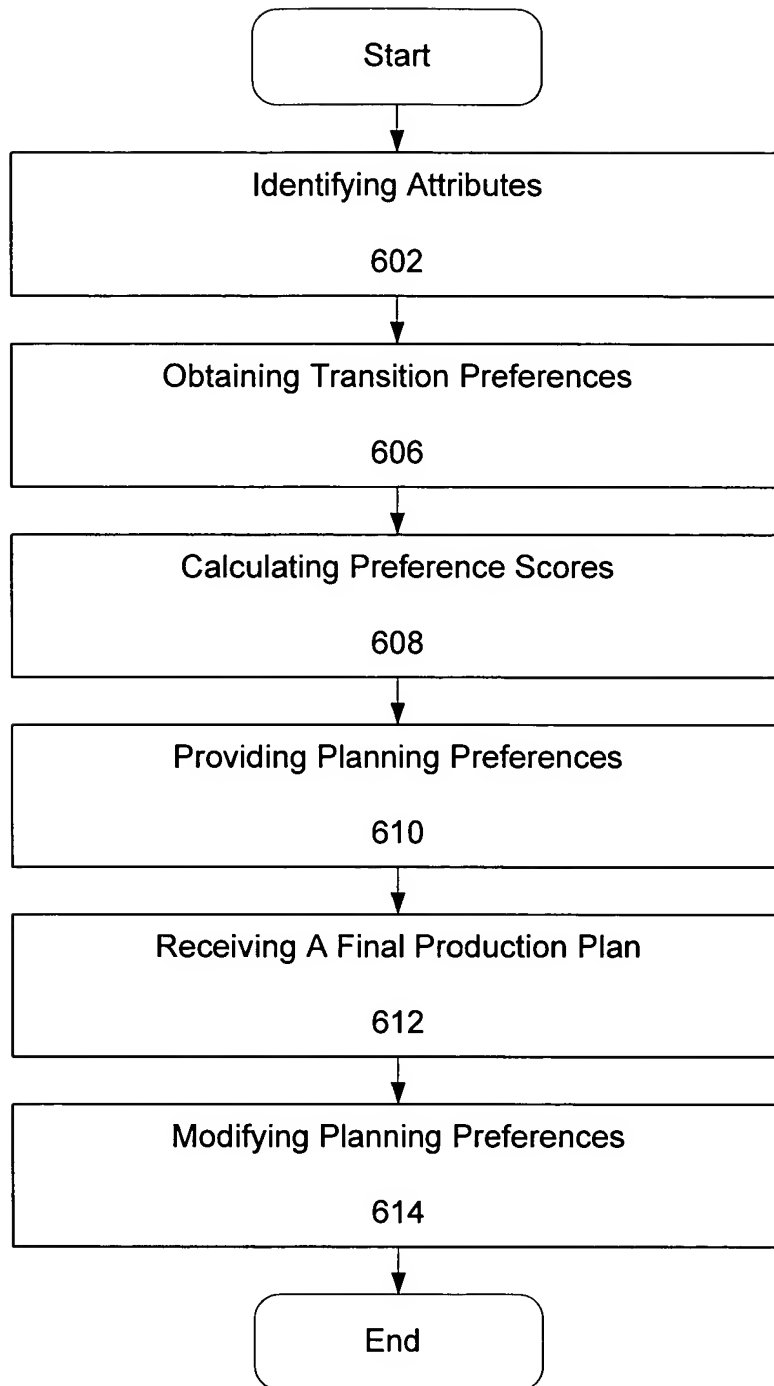 Start
Identifying Attributes
602
Obtaining Transition Preferences
606
Calculating Preference Scores
608
Providing Planning Preferences
610
Receiving A Final Production Plan
612
Modifying Planning Preferences
614
End